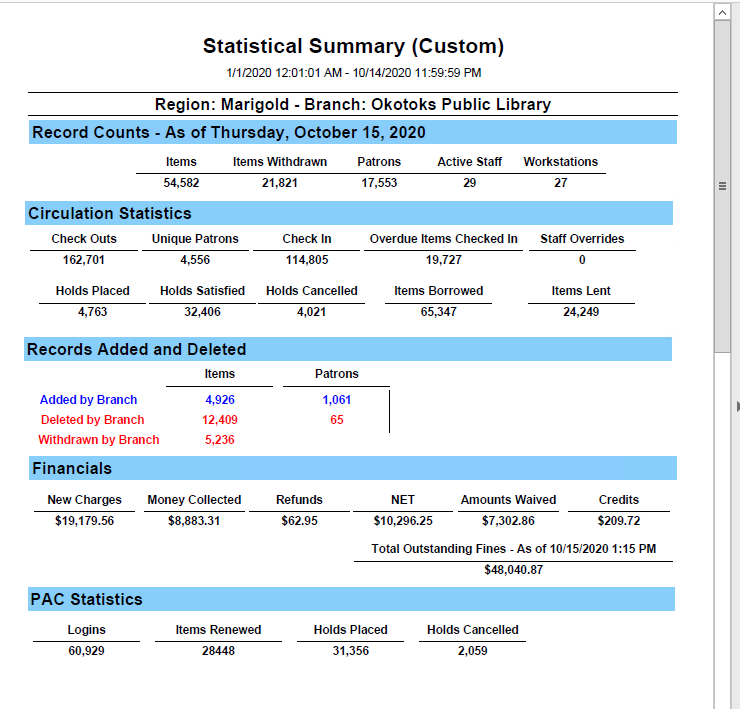 Statistical Summary (Custom)
1/1/2020 12:01:01 AM - 10/14/2020 11:59:59 PM
Region: Marigold - Branch: Okotoks Public Library
Record Counts - As of Thursday, October 15, 2020
Items Items Withdrawn Patrons Active Staff Workstations
54,582 21,821 17,553 29 27
Circulation Statistics
Check Outs Unique Patrons Check In Overdue Items Checked In Staff Overrides
162,701 4,556 114,805 19,727 0
Holds Placed Holds Satisfied Holds Cancelled Items Borrowed Items Lent
4,763 32,406 4,021 65,347 24,249
Records Added and Deleted
Items Patrons
Added by Branch 4,926 1,061
Deleted by Branch 12,409 65
Withdrawn by Branch 5,236
Financials
New Charges Money Collected Refunds NET Amounts Waived Credits
$19,179.56 $8,883.31 $62.95 $10,296.25 $7,302.86 $209.72
Total Outstanding Fines - As of 10/15/2020 1:15 PM
$48,040.87
PAC Statistics
Logins Items Renewed Holds Placed Holds Cancelled
60,929 28448 31,356 2,059